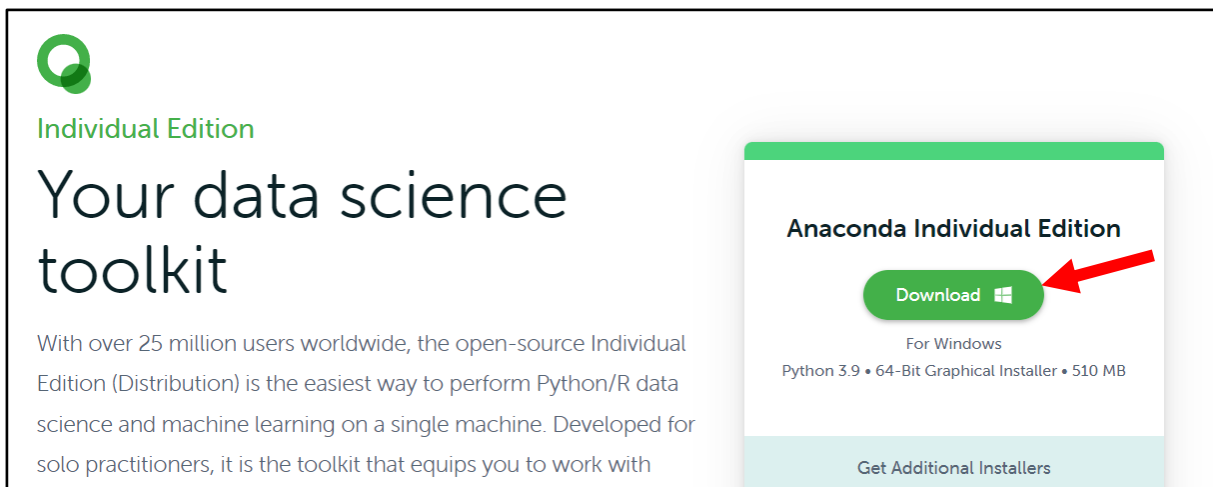 Individual Edition
Your data science
toolkit
With over 25 million users worldwide, the open-source Individual
Edition (Distribution) is the easiest way to perform Python/R data
science and machine learning on a single machine. Developed for
solo practitioners, it is the toolkit that equips you to work with
Anaconda Individual Edition
Download
For Windows
Python 3.9 • 64-Bit Graphical Installer • 510 MB
Get Additional Installers